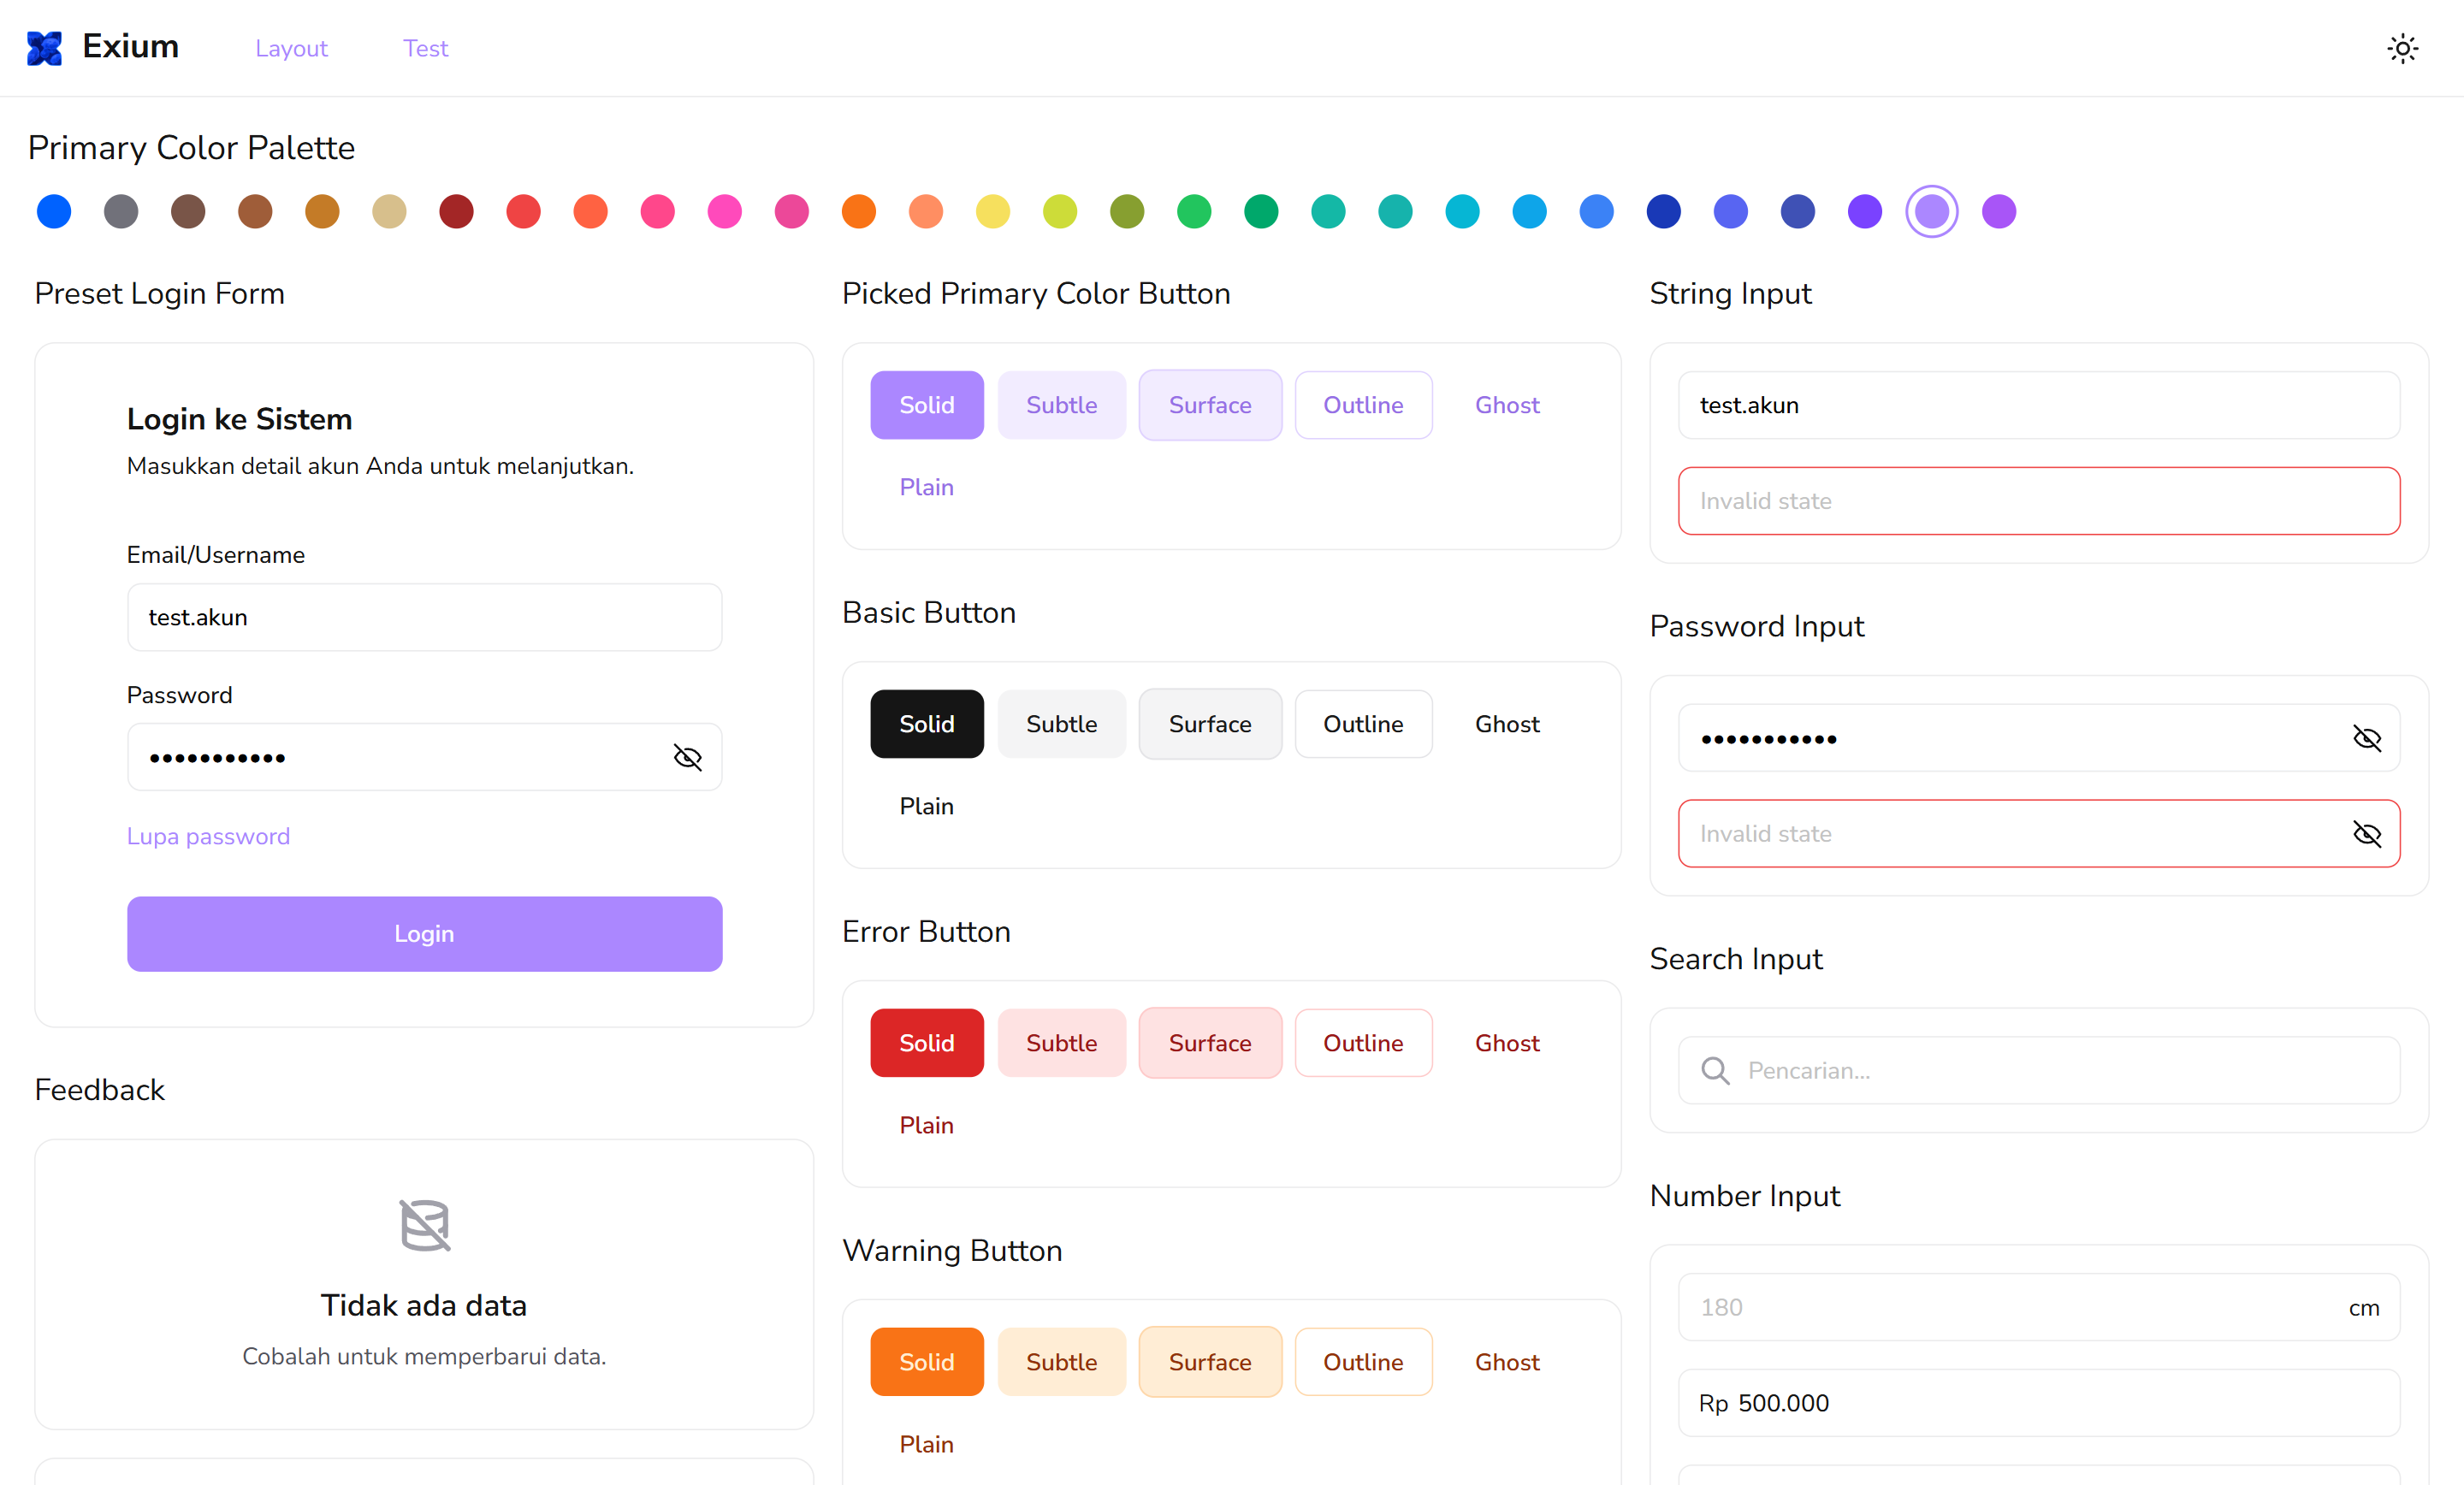 Exium
Layout
Test
Primary Color Palette
Preset Login Form
Login ke Sistem
Masukkan detail akun Anda untuk melanjutkan.
Email/Username
test.akun
Password
•••••••••••
Lupa password
Login
Feedback
Tidak ada data
Cobalah untuk memperbarui data.
Picked Primary Color Button
Solid
Subtle
Surface
Outline
Ghost
Plain
Basic Button
Solid
Subtle
Surface
Outline
Ghost
Plain
Error Button
Solid
Subtle
Surface
Outline
Ghost
Plain
Warning Button
Solid
Subtle
Surface
Outline
Ghost
Plain
String Input
test.akun
Invalid state
Password Input
•••••••••••
Invalid state
Search Input
Pencarian...
Number Input
180 cm
Rp 500.000